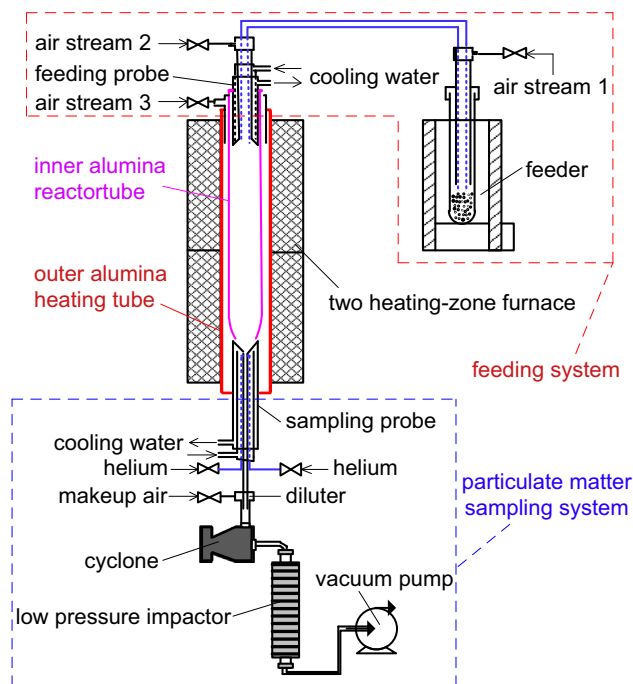 air stream 2
feeding probe
air stream 3
cooling water
air stream 1
feeder
inner alumina
reactortube
outer alumina
heating tube
two heating-zone furnace
feeding system
sampling probe
cooling water
helium
helium
makeup air
diluter
particulate matter
sampling system
cyclone
vacuum pump
low pressure impactor